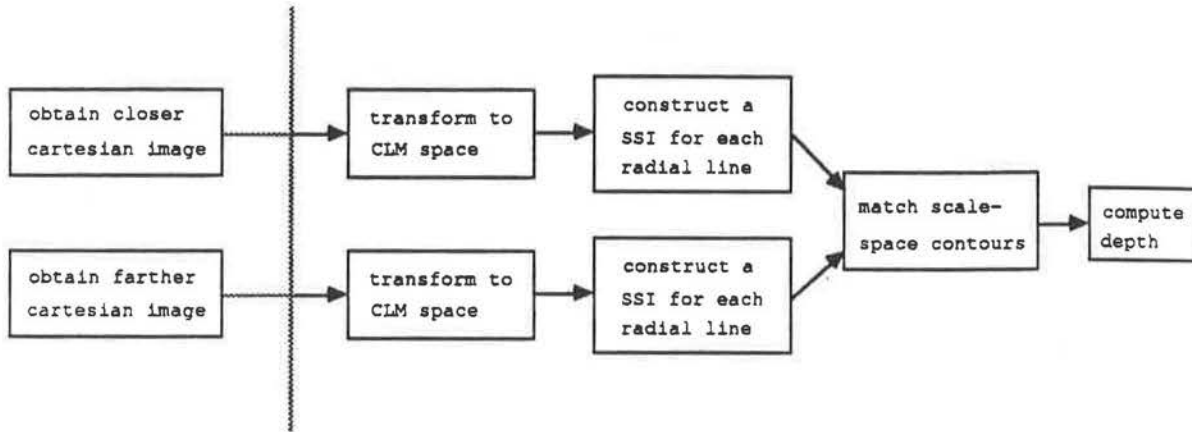 obtain closer
cartesian image
transform to
CLM space
construct a
SSI for each
radial line
match scale-
space contours
compute
depth
obtain farther
cartesian image
transform to
CLM space
construct a
SSI for each
radial line